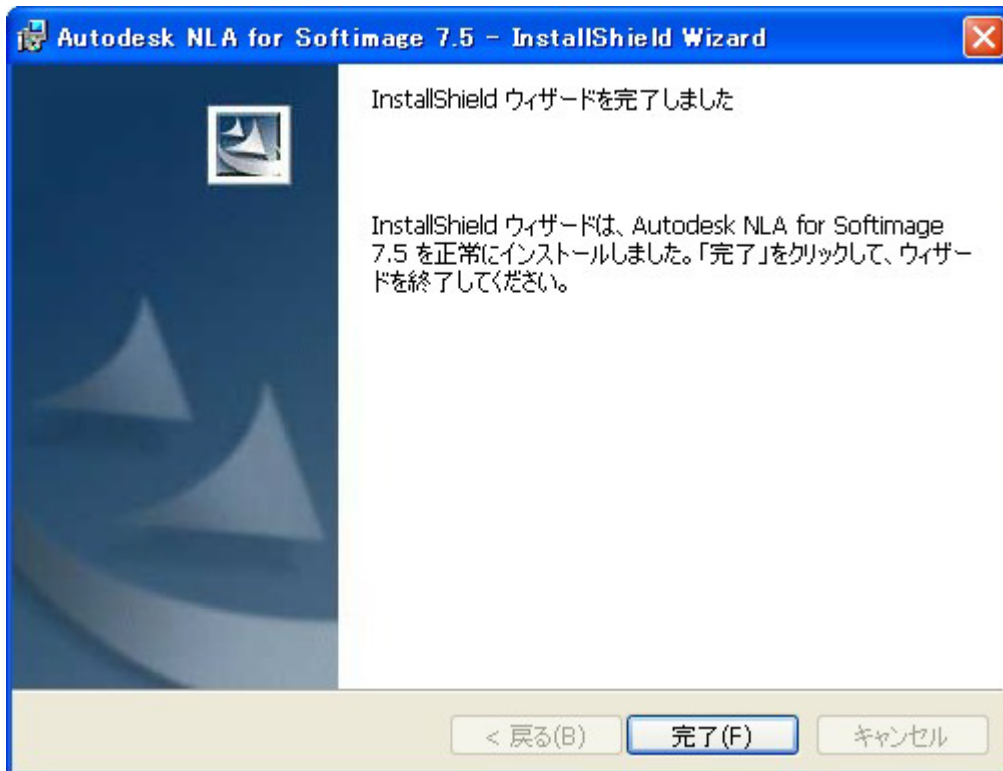 Autodesk NLA for Softimage 7.5 - InstallShield Wizard
InstallShield ウィザードを完了しました
InstallShield ウィザードは、Autodesk NLA for Softimage
7.5 を正常にインストールしました。「完了」をクリックして、ウィザー
ドを終了してください。
< 戻る(B)
完了(F)
キャンセル